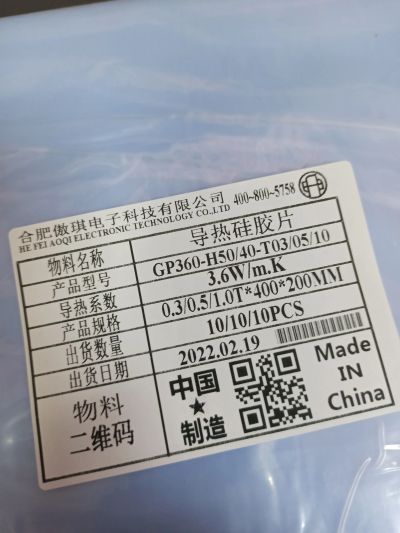 合肥傲琪电子科技有限公司 400-800-5758
HE FEI AOQI ELECTRONIC TECHNOLOGY CO.,LTD
物料名称 导热硅胶片
产品型号 GP360-H50/40-T03/05/10
导热系数 3.6W/m.K
产品规格 0.3/0.5/1.0T*400*200MM
出货数量 10/10/10PCS
出货日期 2022.02.19
物料
二维码
中国
★
制造
Made
IN
China